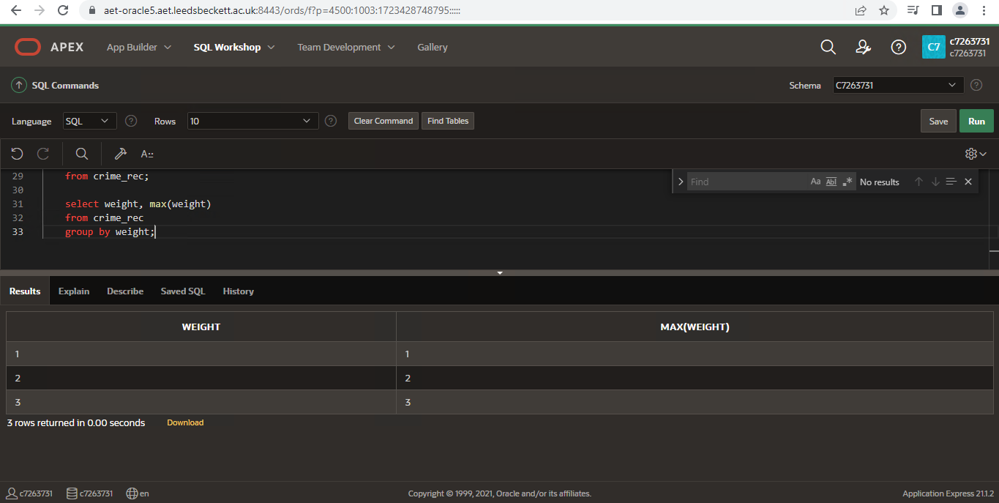 aet-oracle5.aet.leedsbeckett.ac.uk:8443/ords/f?p=4500:1003:1723428748795:::::
APEX App Builder SQL Workshop Team Development Gallery C7 c7263731
c7263731
SQL Commands Schema C7263731
Language SQL Rows 10 Clear Command Find Tables Save Run
A::
29 from crime_rec; Find Aa Abl .* No results
30
31 select weight, max(weight)
32 from crime_rec
33 group by weight;
Results Explain Describe Saved SQL History
WEIGHT MAX(WEIGHT)
1 1
2 2
3 3
3 rows returned in 0.00 seconds Download
c7263731 c7263731 en Copyright © 1999, 2021, Oracle and/or its affiliates. Application Express 21.1.2